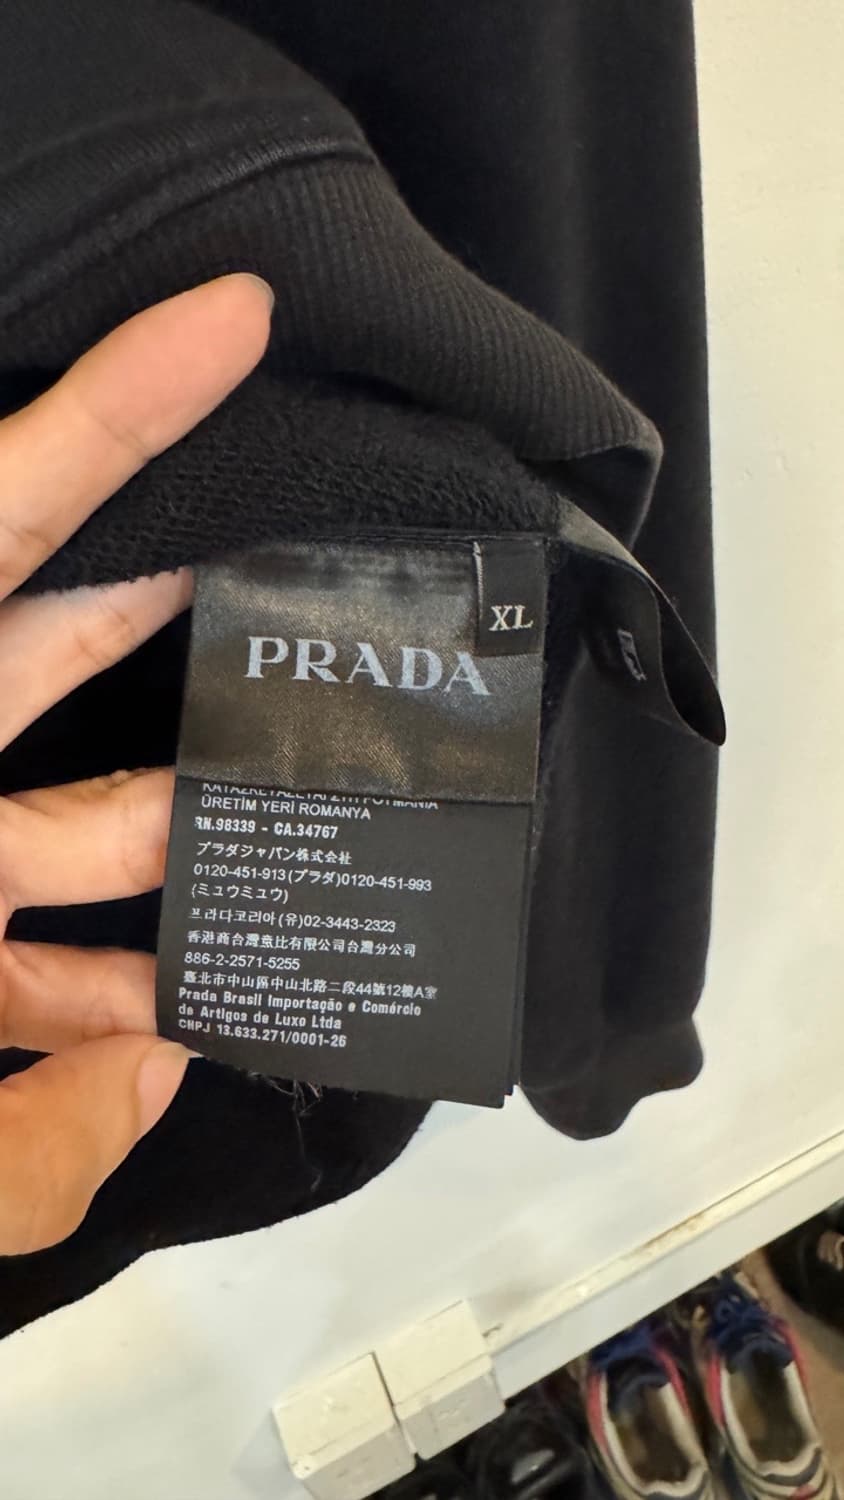 XL
PRADA
ÜRETİM YERİ ROMANYA
RN.98339 - CA.34767
プラダジャパン株式会社
0120-451-913(プラダ)0120-451-993
(ミュウミュウ)
프라다코리아(유)02-3443-2323
香港商台灣意比有限公司台灣分公司
886-2-2571-5255
臺北市中山區中山北路二段44號12樓A室
Prada Brasil Importação e Comércio
de Artigos de Luxo Ltda
CNPJ 13.633.271/0001-26